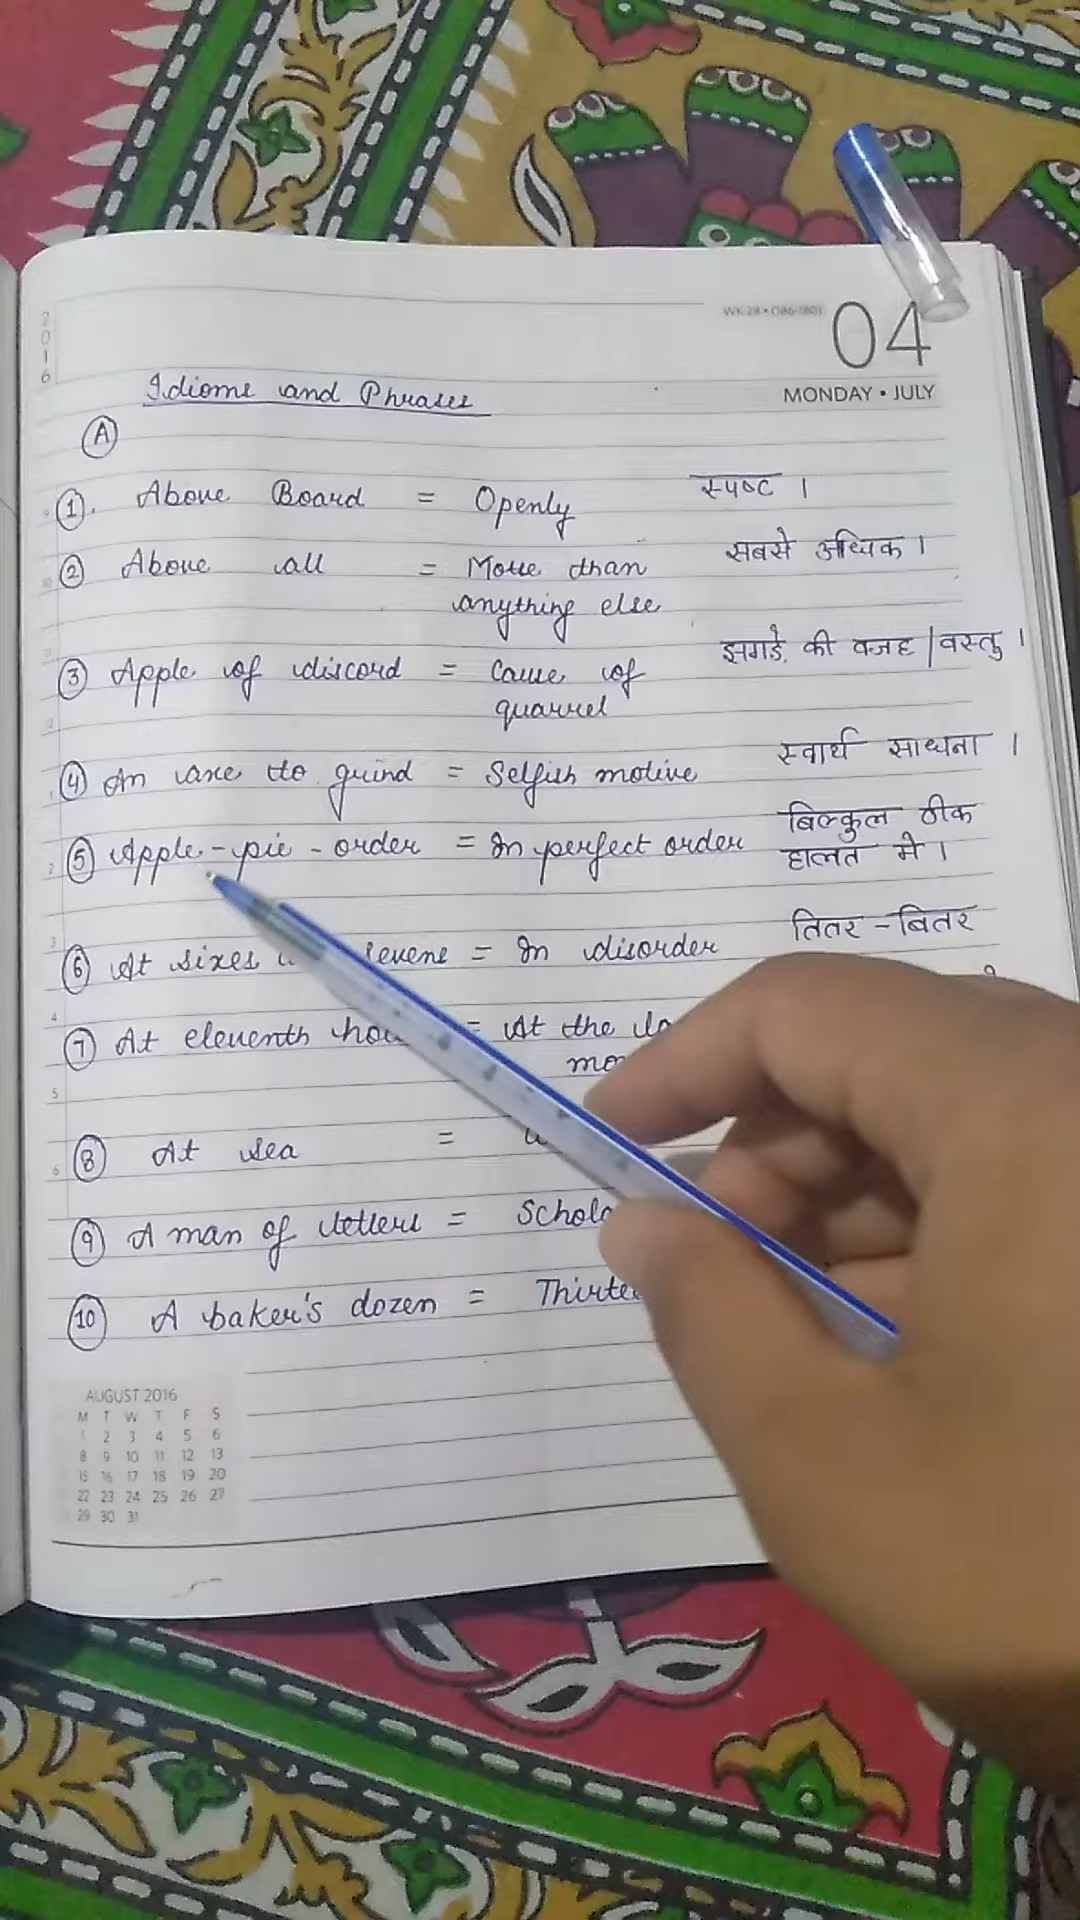 2016
WK 28 • (186-180)
04
MONDAY • JULY
Idioms and Phrases
A
1. Above Board = Openly स्पष्ट ।
2 Above all = More than सबसे अधिक ।
anything else
3 Apple of discord = Cause of झगडे की वजह / वस्तु ।
quarrel
4 An axe to grind = Selfish motive स्वार्थ साधना ।
5 Apple-pie-order = In perfect order बिल्कुल ठीक
हालत मे ।
6 At sixes sevens = In disorder तितर-बितर
7 At eleventh = At the
8 At sea =
9 A man of letters =
10 A baker's dozen =
AUGUST 2016
M T W T F S
1 2 3 4 5 6
8 9 10 11 12 13
15 16 17 18 19 20
22 23 24 25 26 27
29 30 31